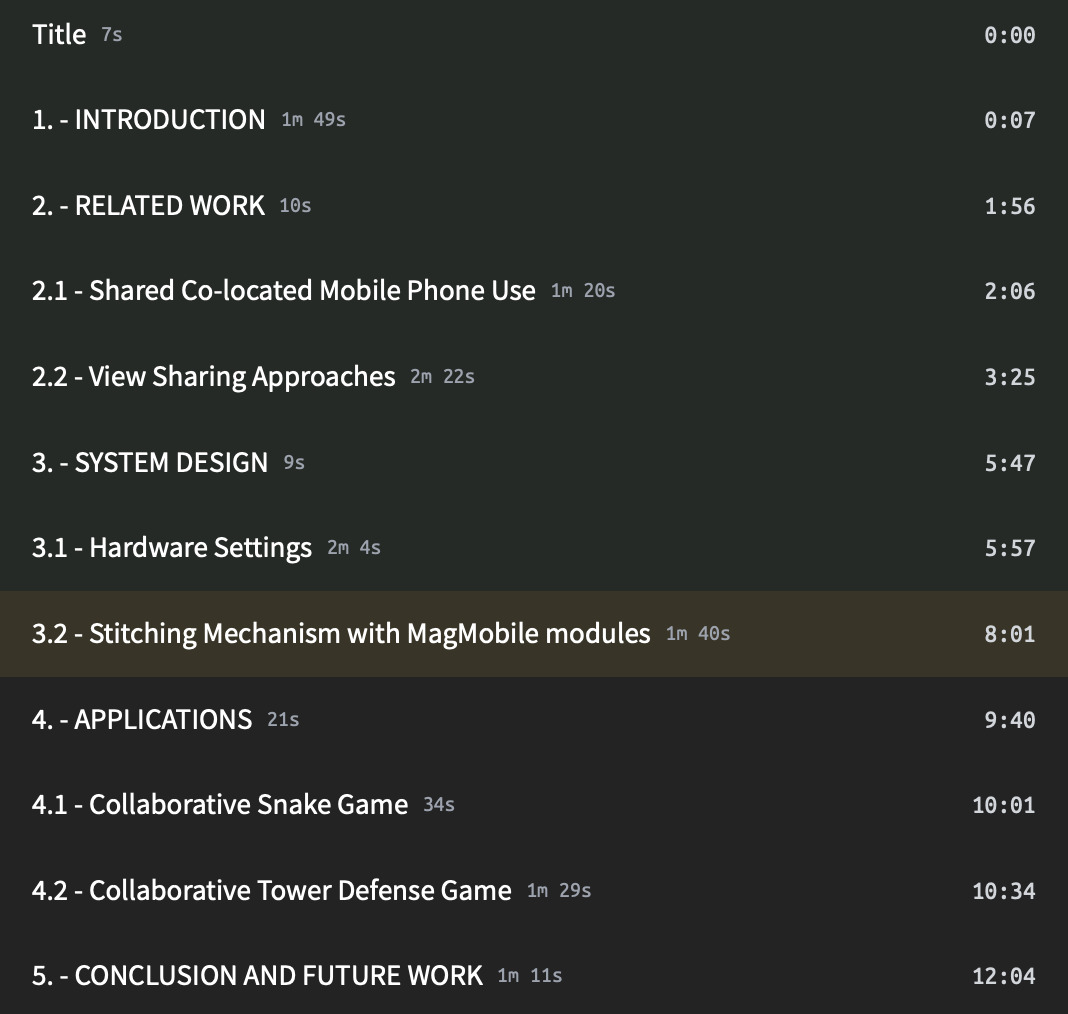 Title 7s 0:00
1. - INTRODUCTION 1m 49s 0:07
2. - RELATED WORK 10s 1:56
2.1 - Shared Co-located Mobile Phone Use 1m 20s 2:06
2.2 - View Sharing Approaches 2m 22s 3:25
3. - SYSTEM DESIGN 9s 5:47
3.1 - Hardware Settings 2m 4s 5:57
3.2 - Stitching Mechanism with MagMobile modules 1m 40s 8:01
4. - APPLICATIONS 21s 9:40
4.1 - Collaborative Snake Game 34s 10:01
4.2 - Collaborative Tower Defense Game 1m 29s 10:34
5. - CONCLUSION AND FUTURE WORK 1m 11s 12:04